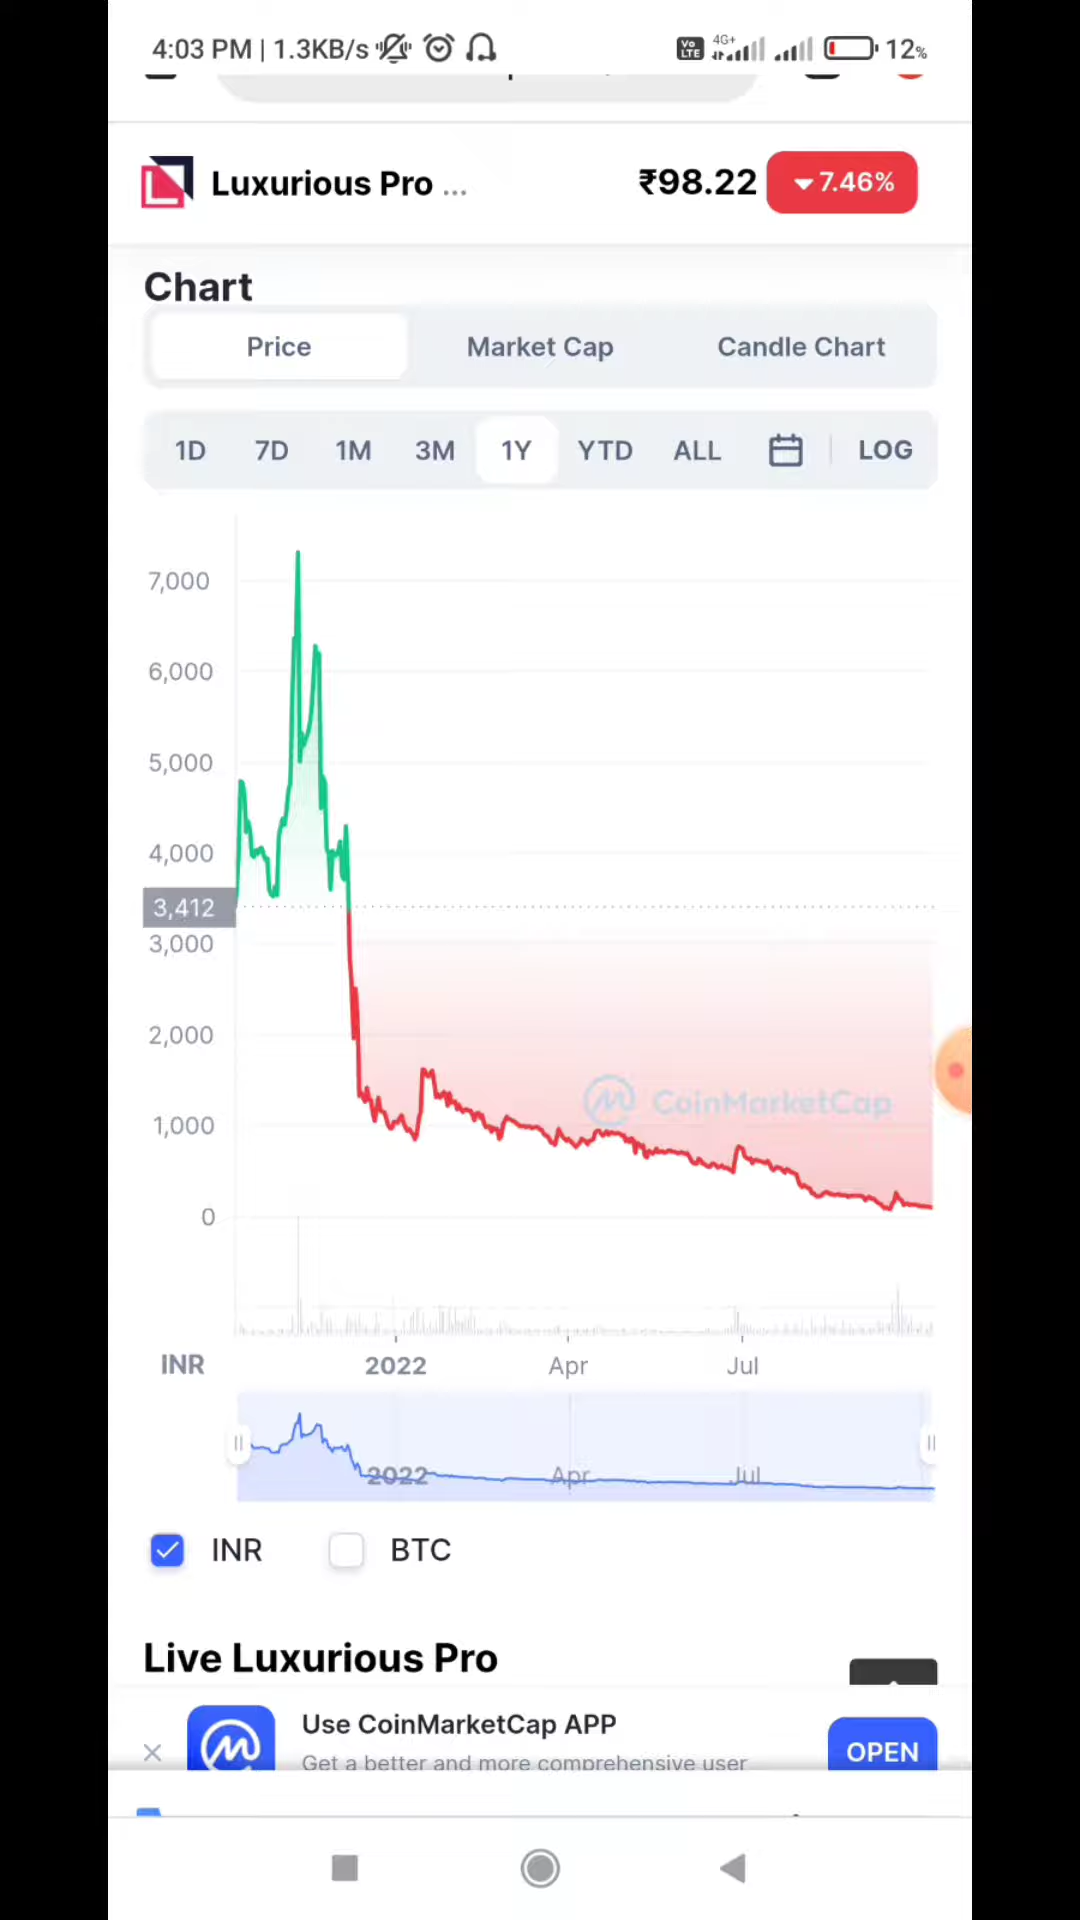 4:03 PM | 1.3KB/s Vo LTE 4G+ 12%
Luxurious Pro ... ₹98.22 7.46%
Chart
Price Market Cap Candle Chart
1D 7D 1M 3M 1Y YTD ALL LOG
7,000
6,000
5,000
4,000
3,412
3,000
2,000
CoinMarketCap
1,000
0
INR 2022 Apr Jul
2022 Apr Jul
INR BTC
Live Luxurious Pro
Use CoinMarketCap APP
Get a better and more comprehensive user
OPEN